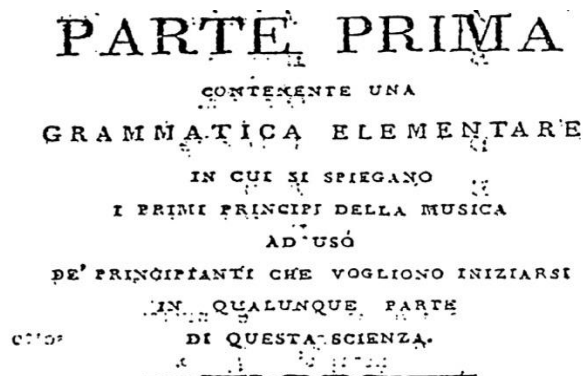 PARTE PRIMA
CONTENENTE UNA
GRAMMATICA ELEMENTARE
IN CUI SI SPIEGANO
I PRIMI PRINCIPJ DELLA MUSICA
AD USO
DE' PRINCIPIANTI CHE VOGLIONO INIZIARSI
IN QUALUNQUE PARTE
DI QUESTA SCIENZA.